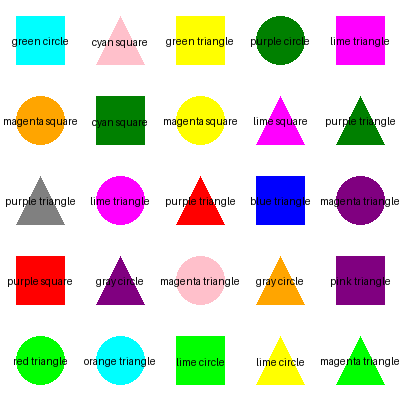 green circle cyan square green triangle purple circle lime triangle
magenta square cyan square magenta square lime square purple triangle
purple triangle lime triangle purple triangle blue triangle magenta triangle
purple square gray circle magenta triangle gray circle pink triangle
red triangle orange triangle lime circle lime circle magenta triangle